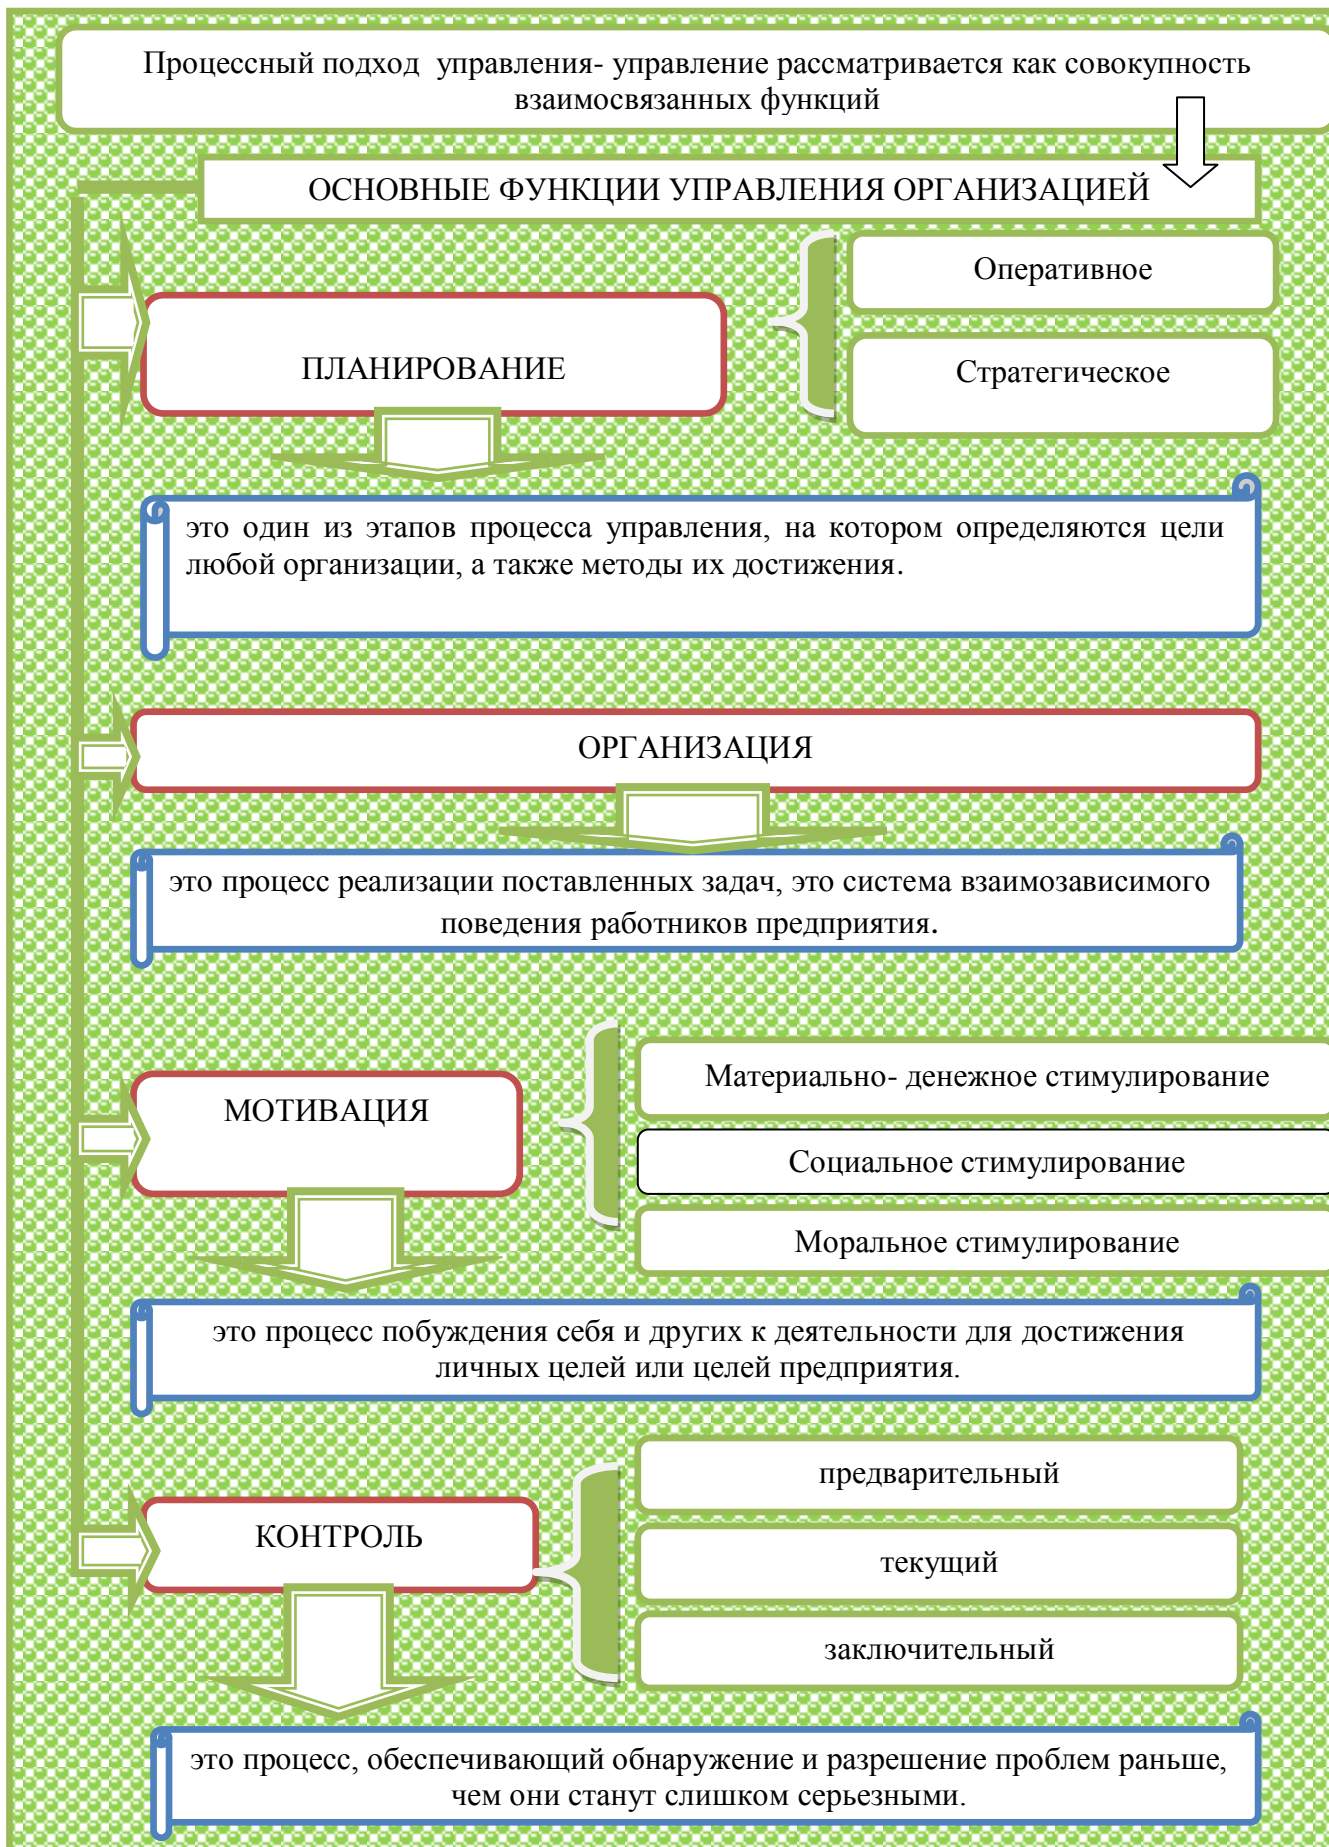 Процессный подход  управления- управление рассматривается как совокупность
взаимосвязанных функций
ОСНОВНЫЕ ФУНКЦИИ УПРАВЛЕНИЯ ОРГАНИЗАЦИЕЙ
Оперативное
ПЛАНИРОВАНИЕ
Стратегическое
это один из этапов процесса управления, на котором определяются цели
любой организации, а также методы их достижения.
ОРГАНИЗАЦИЯ
это процесс реализации поставленных задач, это система взаимозависимого
поведения работников предприятия.
Материально- денежное стимулирование
МОТИВАЦИЯ
Социальное стимулирование
Моральное стимулирование
это процесс побуждения себя и других к деятельности для достижения
личных целей или целей предприятия.
предварительный
КОНТРОЛЬ
текущий
заключительный
это процесс, обеспечивающий обнаружение и разрешение проблем раньше,
чем они станут слишком серьезными.